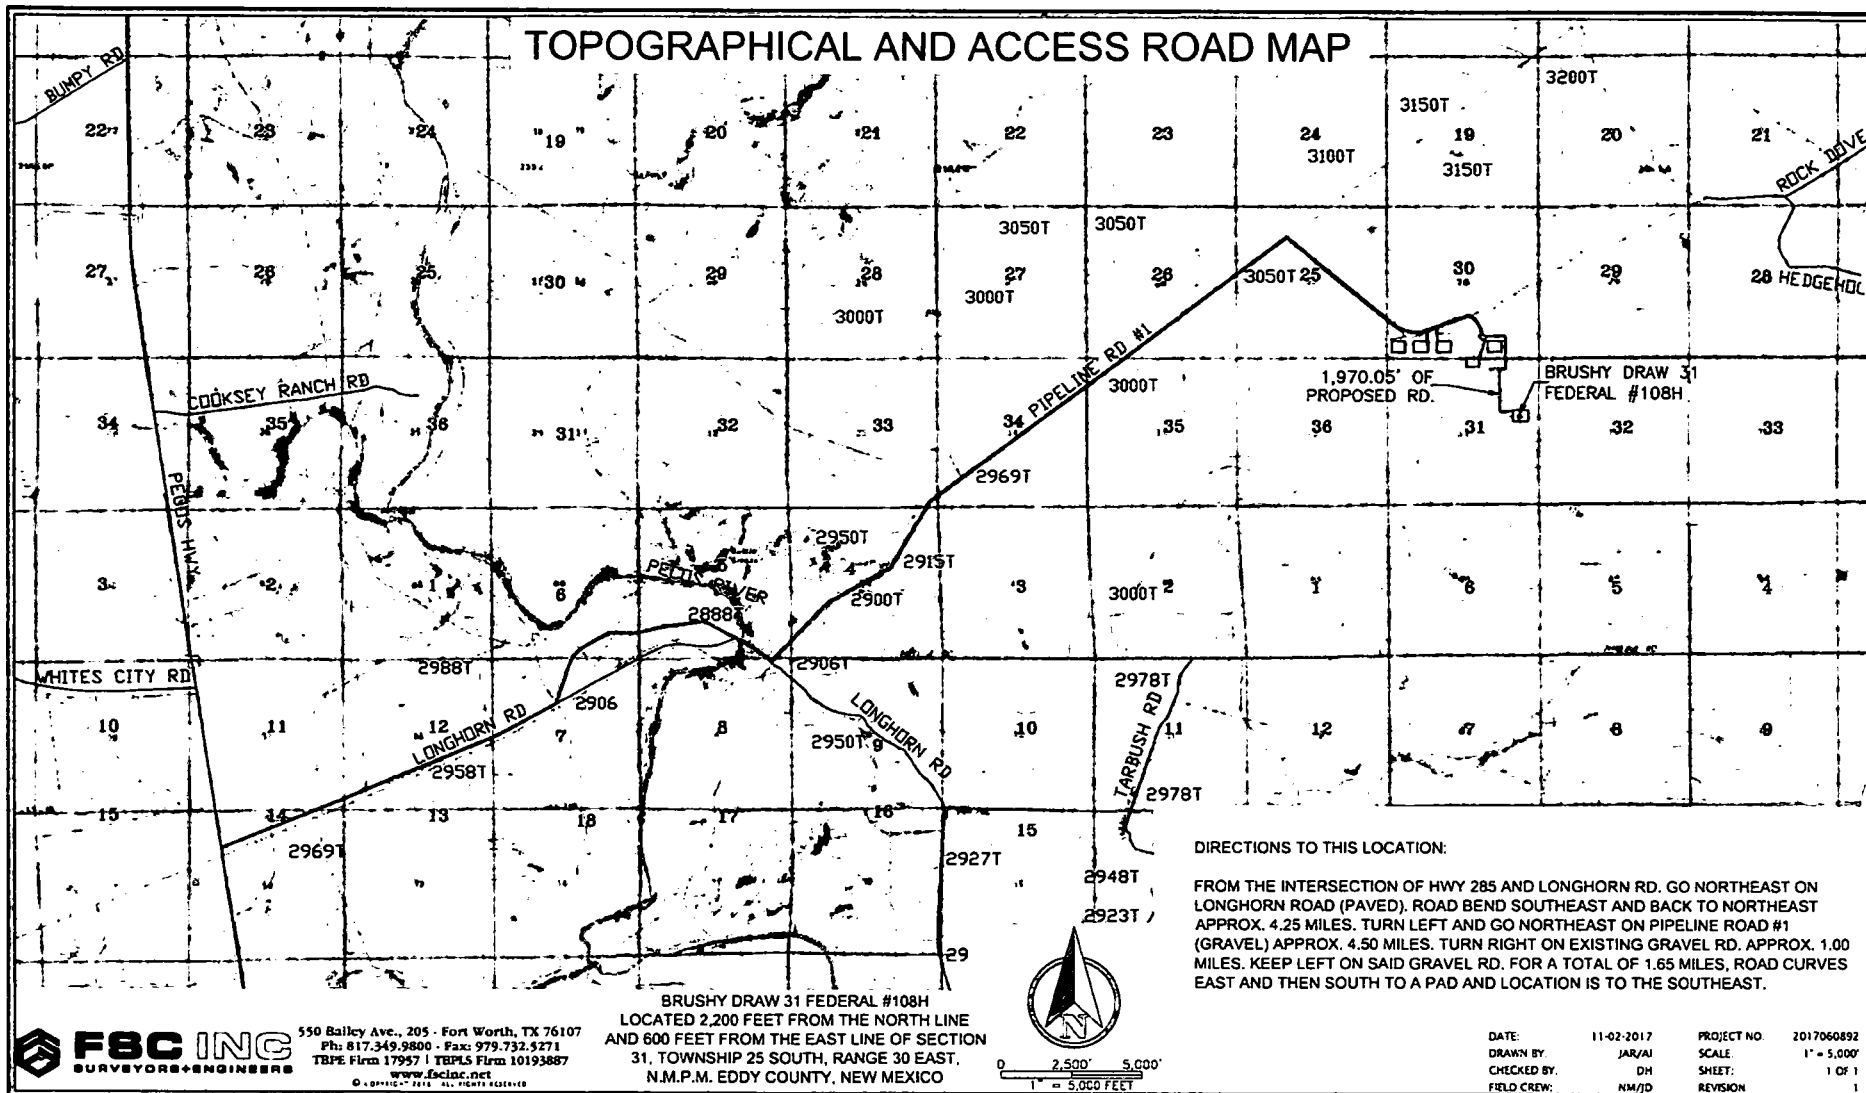 TOPOGRAPHICAL AND ACCESS ROAD MAP
BUMPY RD
3200T
3150T
22 23 24 19 20 21 22 23 24 19 20 21
3100T
3150T
ROCK DOVE
3050T 3050T
27 26 25 30 29 28 27 26 3050T 25 30 29 28 HEDGEHOG
3000T
3000T
PIPELINE RD #1
COOKSEY RANCH RD
3000T
1,970.05' OF
PROPOSED RD.
BRUSHY DRAW 31
FEDERAL #108H
34 35 36 31 32 33 34 35 36 31 32 33
2969T
PECOS HWY
2950T
2915T
3 2 1 6 5 4 3 2 1 6 5 4
PECOS RIVER
2900T
3000T
2888T
2988T
2906T
WHITES CITY RD
2978T
2906
10 11 12 7 8 9 10 11 12 7 8 9
LONGHORN RD
LONGHORN RD
2950T
TARBUSH RD
2958T
2978T
15 14 13 18 17 16 15
2969T
2927T
2948T
2923T
29
DIRECTIONS TO THIS LOCATION:
FROM THE INTERSECTION OF HWY 285 AND LONGHORN RD. GO NORTHEAST ON
LONGHORN ROAD (PAVED). ROAD BEND SOUTHEAST AND BACK TO NORTHEAST
APPROX. 4.25 MILES. TURN LEFT AND GO NORTHEAST ON PIPELINE ROAD #1
(GRAVEL) APPROX. 4.50 MILES. TURN RIGHT ON EXISTING GRAVEL RD. APPROX. 1.00
MILES. KEEP LEFT ON SAID GRAVEL RD. FOR A TOTAL OF 1.65 MILES, ROAD CURVES
EAST AND THEN SOUTH TO A PAD AND LOCATION IS TO THE SOUTHEAST.
FSC INC
SURVEYORS+ENGINEERS
550 Bailey Ave., 205 - Fort Worth, TX 76107
Ph: 817.349.9800 - Fax: 979.732.5271
TBPE Firm 17957 | TBPLS Firm 10193887
www.fscinc.net
© COPYRIGHT 2016 ALL RIGHTS RESERVED
BRUSHY DRAW 31 FEDERAL #108H
LOCATED 2,200 FEET FROM THE NORTH LINE
AND 600 FEET FROM THE EAST LINE OF SECTION
31, TOWNSHIP 25 SOUTH, RANGE 30 EAST,
N.M.P.M. EDDY COUNTY, NEW MEXICO
N
0 2,500' 5,000'
1" = 5,000 FEET
DATE: 11-02-2017 PROJECT NO 2017060892
DRAWN BY. JAR/AI SCALE. 1" = 5,000'
CHECKED BY. DH SHEET: 1 OF 1
FIELD CREW: NM/JD REVISION 1